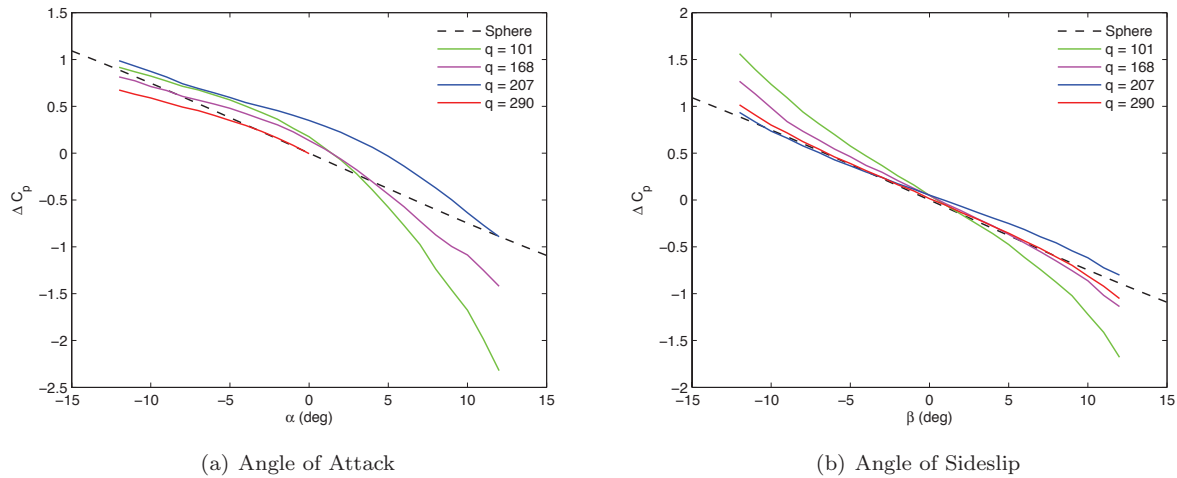 1.5
1
0.5
0
−0.5
−1
−1.5
−2
−2.5
−15 −10 −5 0 5 10 15
Δ C_p
α (deg)
Sphere
q = 101
q = 168
q = 207
q = 290
(a) Angle of Attack
2
1.5
1
0.5
0
−0.5
−1
−1.5
−2
−15 −10 −5 0 5 10 15
Δ C_p
β (deg)
Sphere
q = 101
q = 168
q = 207
q = 290
(b) Angle of Sideslip